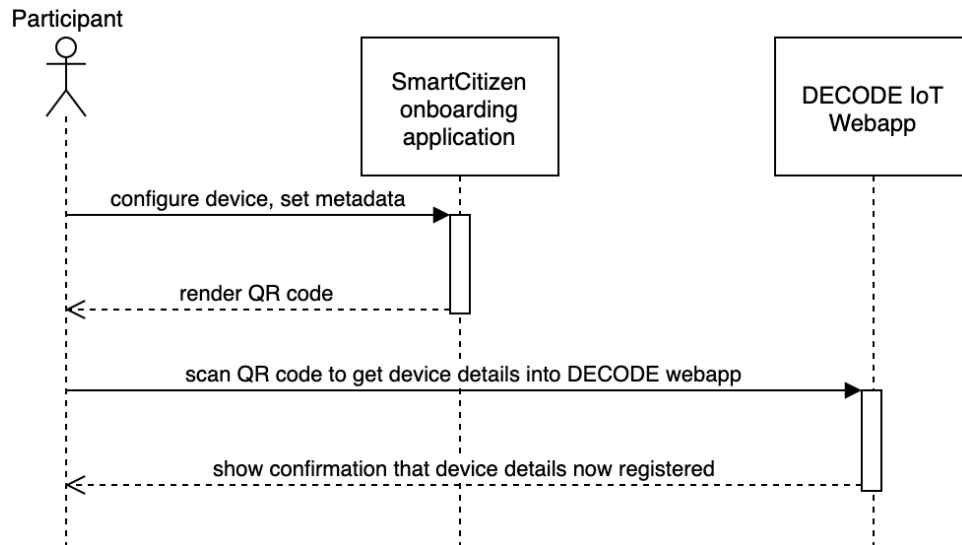 Participant
SmartCitizen
onboarding
application
DECODE IoT
Webapp
configure device, set metadata
render QR code
scan QR code to get device details into DECODE webapp
show confirmation that device details now registered